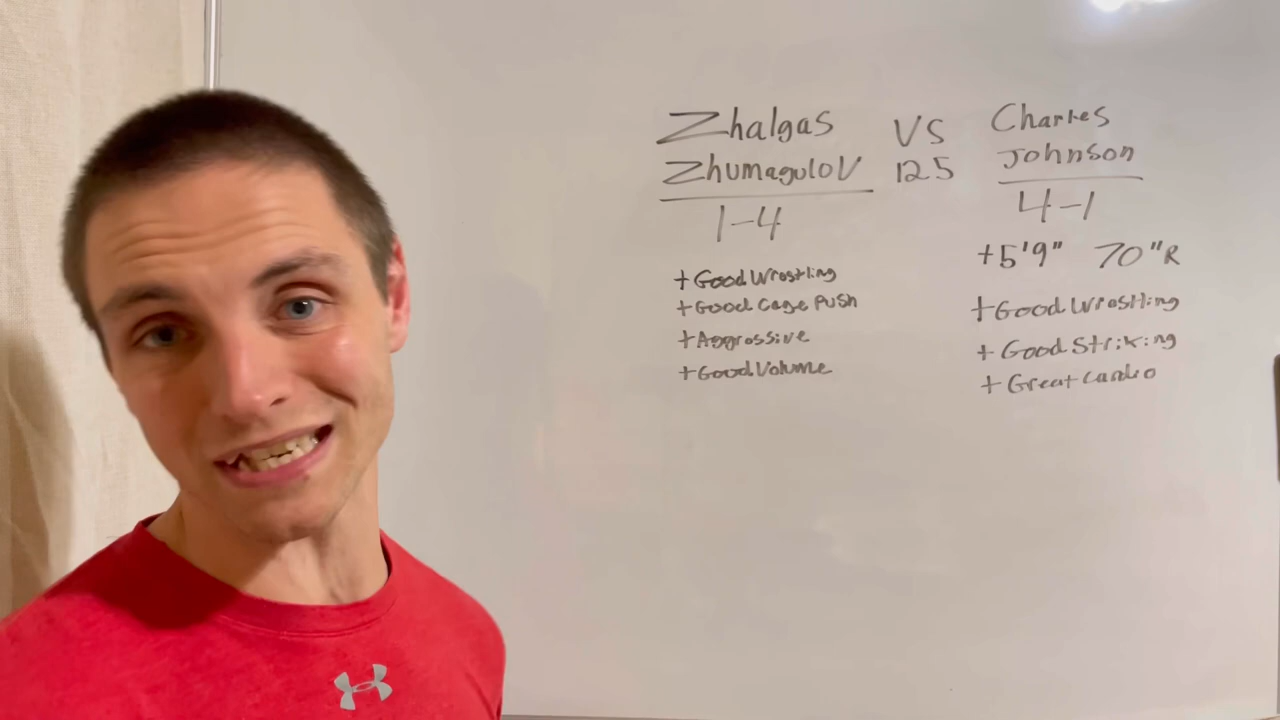 Zhalgas
Zhumagulov
1-4
+Good Wrestling
+Good Cage Push
+Aggressive
+Good Volume
VS
125
Charles
Johnson
4-1
+5'9" 70"R
+Good Wrestling
+Good Striking
+Great Cardio